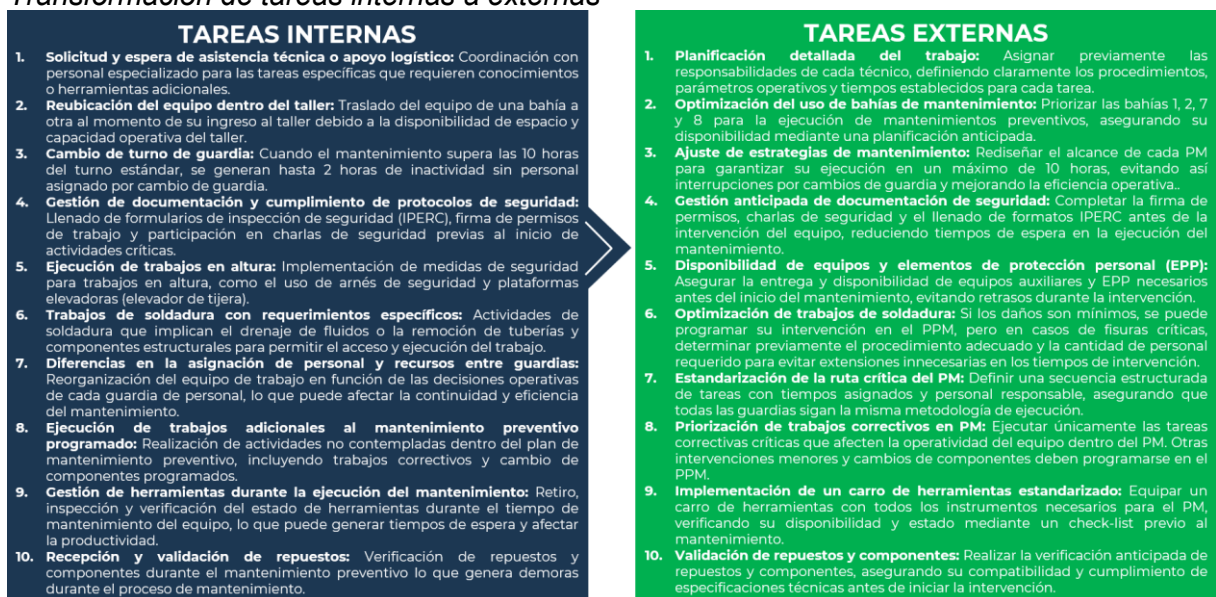 Transformación de tareas internas a externas
TAREAS INTERNAS
1. Solicitud y espera de asistencia técnica o apoyo logístico: Coordinación con
personal especializado para las tareas específicas que requieren conocimientos
o herramientas adicionales.
2. Reubicación del equipo dentro del taller: Traslado del equipo de una bahía a
otra al momento de su ingreso al taller debido a la disponibilidad de espacio y
capacidad operativa del taller.
3. Cambio de turno de guardia: Cuando el mantenimiento supera las 10 horas
del turno estándar, se generan hasta 2 horas de inactividad sin personal
asignado por cambio de guardia.
4. Gestión de documentación y cumplimiento de protocolos de seguridad:
Llenado de formularios de inspección de seguridad (IPERC), firma de permisos
de trabajo y participación en charlas de seguridad previas al inicio de
actividades críticas.
5. Ejecución de trabajos en altura: Implementación de medidas de seguridad
para trabajos en altura, como el uso de arnés de seguridad y plataformas
elevadoras (elevador de tijera).
6. Trabajos de soldadura con requerimientos específicos: Actividades de
soldadura que implican el drenaje de fluidos o la remoción de tuberías y
componentes estructurales para permitir el acceso y ejecución del trabajo.
7. Diferencias en la asignación de personal y recursos entre guardias:
Reorganización del equipo de trabajo en función de las decisiones operativas
de cada guardia de personal, lo que puede afectar la continuidad y eficiencia
del mantenimiento.
8. Ejecución de trabajos adicionales al mantenimiento preventivo
programado: Realización de actividades no contempladas dentro del plan de
mantenimiento preventivo, incluyendo trabajos correctivos y cambio de
componentes programados.
9. Gestión de herramientas durante la ejecución del mantenimiento: Retiro,
inspección y verificación del estado de herramientas durante el tiempo de
mantenimiento del equipo, lo que puede generar tiempos de espera y afectar
la productividad.
10. Recepción y validación de repuestos: Verificación de repuestos y
componentes durante el mantenimiento preventivo lo que genera demoras
durante el proceso de mantenimiento.
TAREAS EXTERNAS
1. Planificación detallada del trabajo: Asignar previamente las
responsabilidades de cada técnico, definiendo claramente los procedimientos,
parámetros operativos y tiempos establecidos para cada tarea.
2. Optimización del uso de bahías de mantenimiento: Priorizar las bahías 1, 2, 7
y 8 para la ejecución de mantenimientos preventivos, asegurando su
disponibilidad mediante una planificación anticipada.
3. Ajuste de estrategias de mantenimiento: Rediseñar el alcance de cada PM
para garantizar su ejecución en un máximo de 10 horas, evitando así
interrupciones por cambios de guardia y mejorando la eficiencia operativa..
4. Gestión anticipada de documentación de seguridad: Completar la firma de
permisos, charlas de seguridad y el llenado de formatos IPERC antes de la
intervención del equipo, reduciendo tiempos de espera en la ejecución del
mantenimiento.
5. Disponibilidad de equipos y elementos de protección personal (EPP):
Asegurar la entrega y disponibilidad de equipos auxiliares y EPP necesarios
antes del inicio del mantenimiento, evitando retrasos durante la intervención.
6. Optimización de trabajos de soldadura: Si los daños son mínimos, se puede
programar su intervención en el PPM, pero en casos de fisuras críticas,
determinar previamente el procedimiento adecuado y la cantidad de personal
requerido para evitar extensiones innecesarias en los tiempos de intervención.
7. Estandarización de la ruta crítica del PM: Definir una secuencia estructurada
de tareas con tiempos asignados y personal responsable, asegurando que
todas las guardias sigan la misma metodología de ejecución.
8. Priorización de trabajos correctivos en PM: Ejecutar únicamente las tareas
correctivas críticas que afecten la operatividad del equipo dentro del PM. Otras
intervenciones menores y cambios de componentes deben programarse en el
PPM.
9. Implementación de un carro de herramientas estandarizado: Equipar un
carro de herramientas con todos los instrumentos necesarios para el PM,
verificando su disponibilidad y estado mediante un check-list previo al
mantenimiento.
10. Validación de repuestos y componentes: Realizar la verificación anticipada de
repuestos y componentes, asegurando su compatibilidad y cumplimiento de
especificaciones técnicas antes de iniciar la intervención.